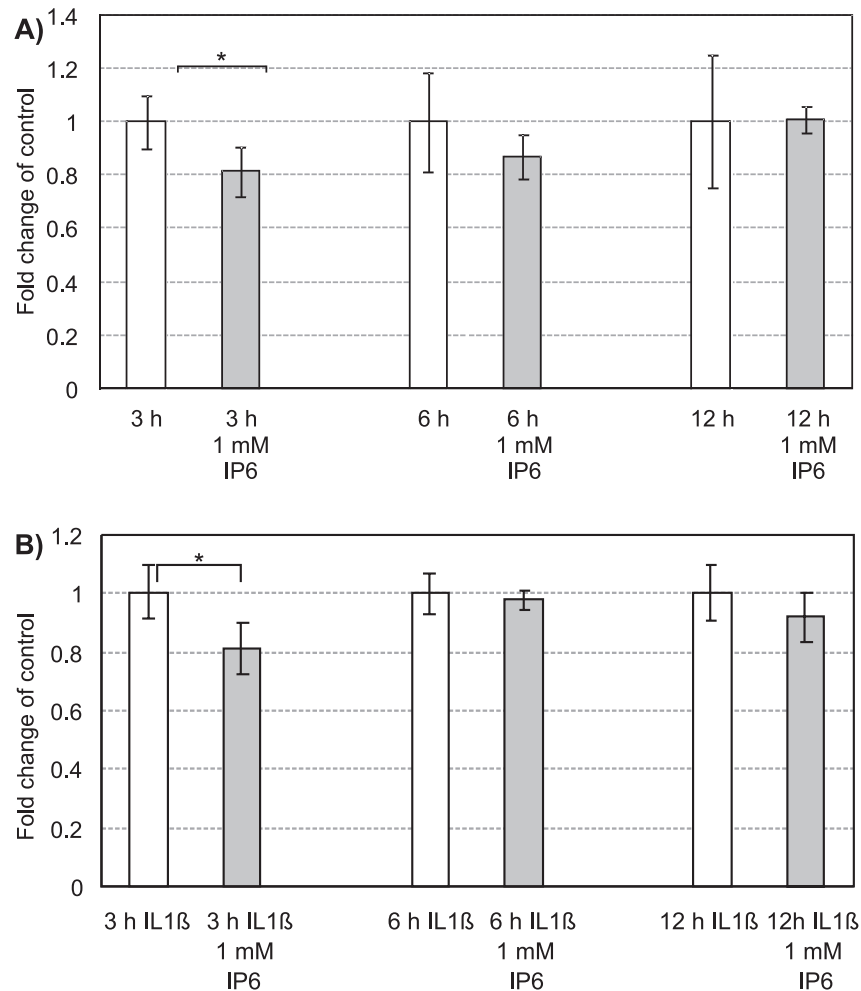 A)
Fold change of control
1.4
1.2
1
0.8
0.6
0.4
0.2
0
*
3 h
3 h
1 mM
IP6
6 h
6 h
1 mM
IP6
12 h
12 h
1 mM
IP6
B)
Fold change of control
1.2
1
0.8
0.6
0.4
0.2
0
*
3 h IL1ß
3 h IL1ß
1 mM
IP6
6 h IL1ß
6 h IL1ß
1 mM
IP6
12 h IL1ß
12h IL1ß
1 mM
IP6